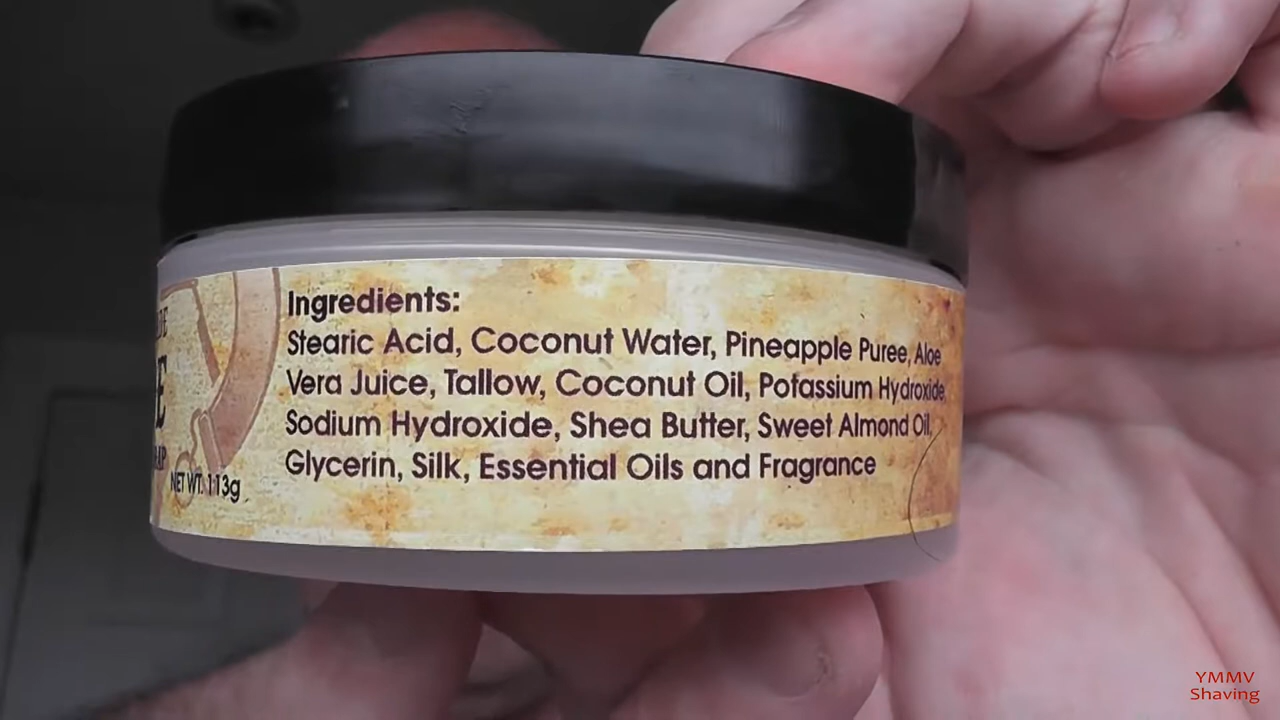 Ingredients:
Stearic Acid, Coconut Water, Pineapple Puree, Aloe
Vera Juice, Tallow, Coconut Oil, Potassium Hydroxide,
Sodium Hydroxide, Shea Butter, Sweet Almond Oil,
Glycerin, Silk, Essential Oils and Fragrance
NET WT. 113g
YMMV
Shaving